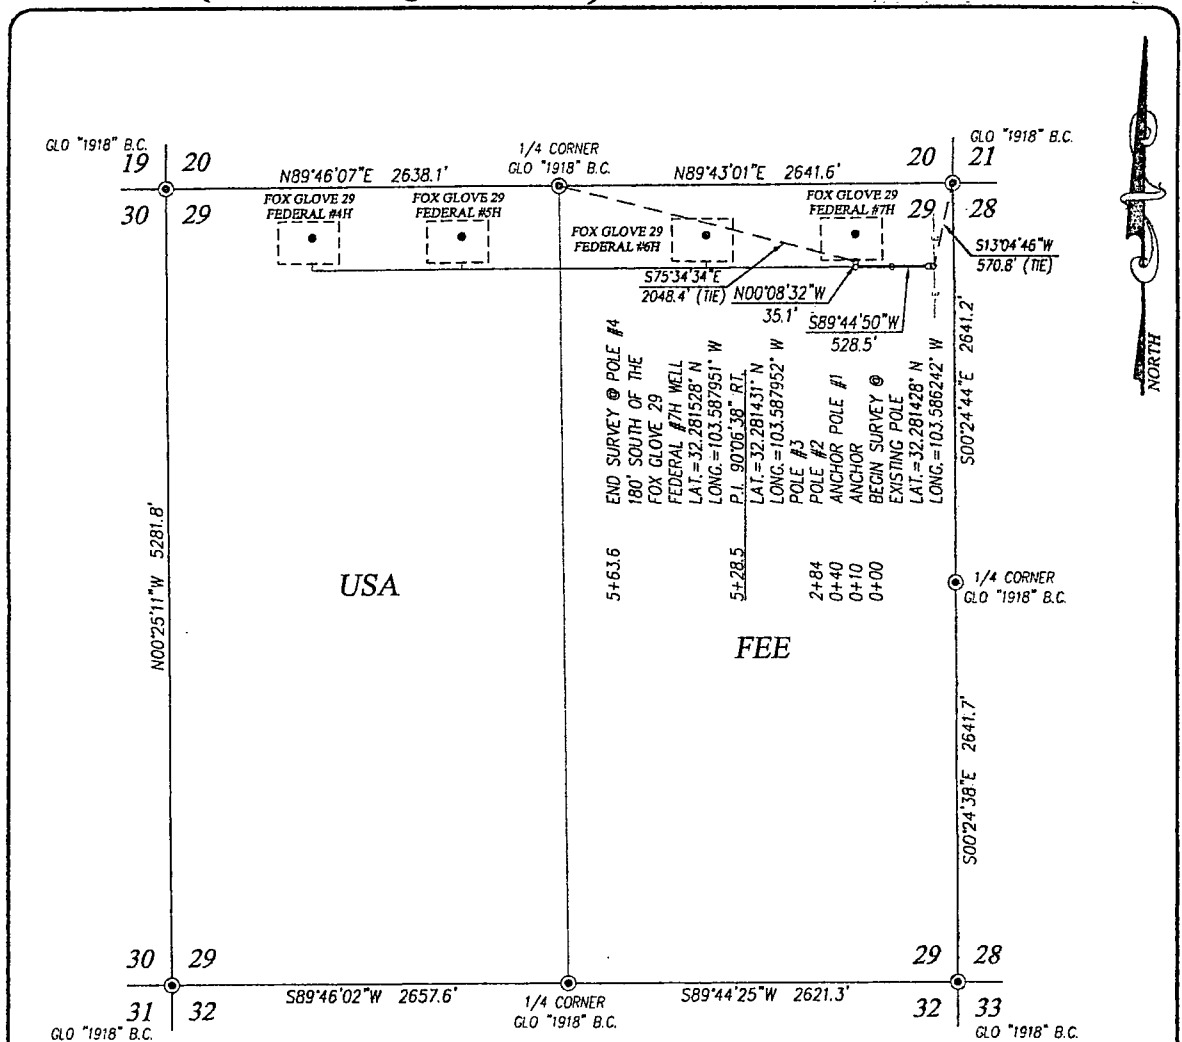 GLO "1918" B.C.
19 20
30 29
N89°46'07"E 2638.1'
1/4 CORNER
GLO "1918" B.C.
N89°43'01"E 2641.6'
GLO "1918" B.C.
20 21
29 28
FOX GLOVE 29
FEDERAL #4H
FOX GLOVE 29
FEDERAL #5H
FOX GLOVE 29
FEDERAL #6H
FOX GLOVE 29
FEDERAL #7H
S13°04'46"W
570.8' (TIE)
S75°34'34"E
2048.4' (TIE)
N00°08'32"W
35.1'
S89°44'50"W
528.5'
NORTH
5+63.6 END SURVEY @ POLE #4
180' SOUTH OF THE
FOX GLOVE 29
FEDERAL #7H WELL
LAT.=32.281528° N
LONG.=103.587951° W
5+28.5 P.I. 90°06'38" RT.
LAT.=32.281431° N
LONG.=103.587952° W
POLE #3
2+84 POLE #2
0+40 ANCHOR POLE #1
0+10 ANCHOR
0+00 BEGIN SURVEY @
EXISTING POLE
LAT.=32.281428° N
LONG.=103.586242° W
E
E
S00°24'44"E 2641.2'
N00°25'11"W 5281.8'
USA
FEE
1/4 CORNER
GLO "1918" B.C.
S00°24'38"E 2641.7'
30 29
31 32
GLO "1918" B.C.
S89°46'02"W 2657.6'
1/4 CORNER
GLO "1918" B.C.
S89°44'25"W 2621.3'
29 28
32 33
GLO "1918" B.C.